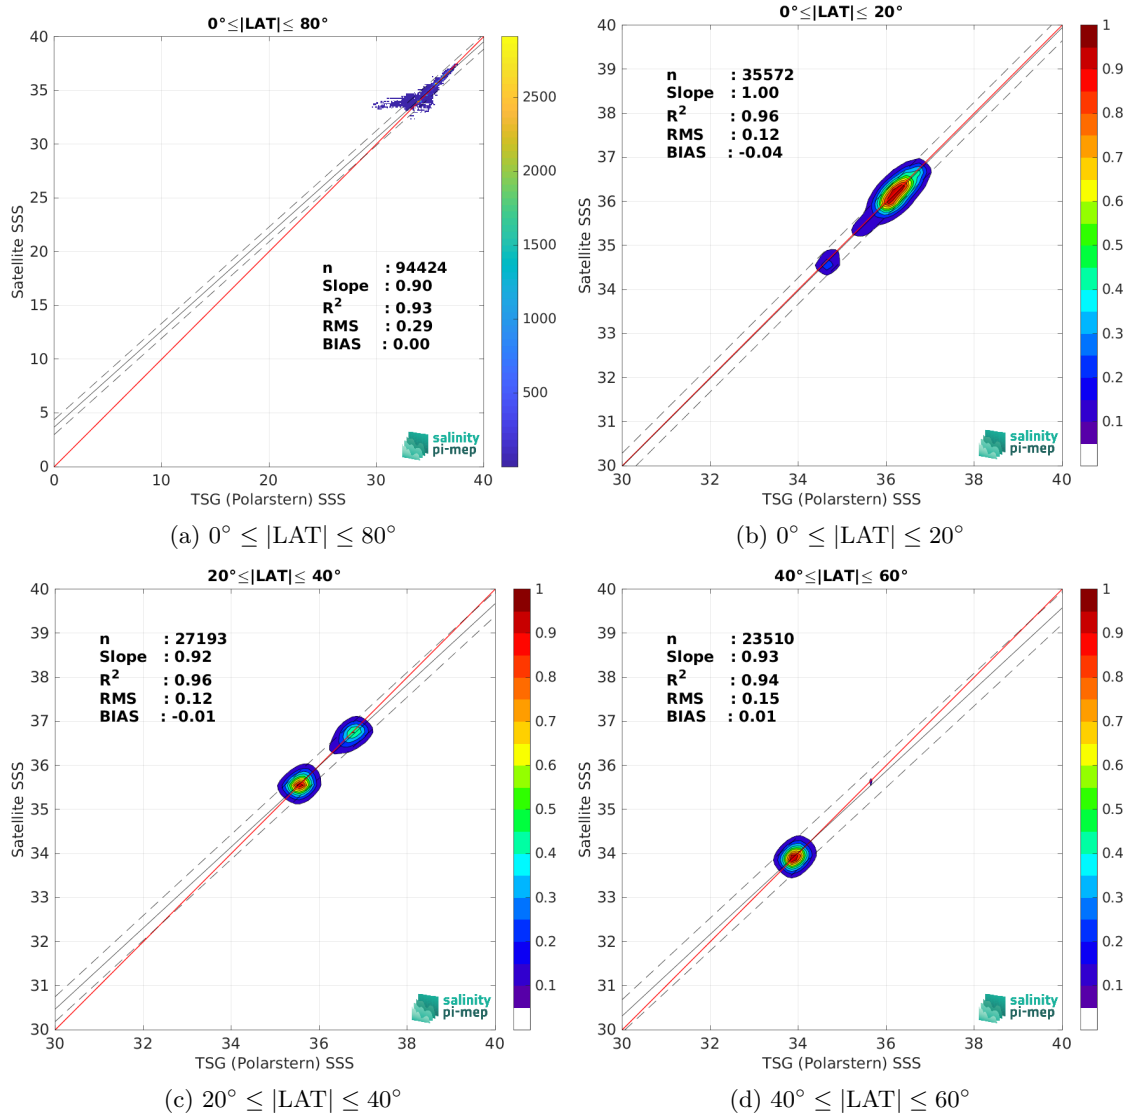 0°≤|LAT|≤ 80°
40
35
30
25
20
15
10
5
0
Satellite SSS
n : 94424
Slope : 0.90
R² : 0.93
RMS : 0.29
BIAS : 0.00
salinity
pi-mep
0 10 20 30 40
TSG (Polarstern) SSS
2500
2000
1500
1000
500
(a) 0° ≤ |LAT| ≤ 80°
0°≤|LAT|≤ 20°
40
39
38
37
36
35
34
33
32
31
30
Satellite SSS
n : 35572
Slope : 1.00
R² : 0.96
RMS : 0.12
BIAS : -0.04
salinity
pi-mep
30 32 34 36 38 40
TSG (Polarstern) SSS
1
0.9
0.8
0.7
0.6
0.5
0.4
0.3
0.2
0.1
(b) 0° ≤ |LAT| ≤ 20°
20°≤|LAT|≤ 40°
40
39
38
37
36
35
34
33
32
31
30
Satellite SSS
n : 27193
Slope : 0.92
R² : 0.96
RMS : 0.12
BIAS : -0.01
salinity
pi-mep
30 32 34 36 38 40
TSG (Polarstern) SSS
1
0.9
0.8
0.7
0.6
0.5
0.4
0.3
0.2
0.1
(c) 20° ≤ |LAT| ≤ 40°
40°≤|LAT|≤ 60°
40
39
38
37
36
35
34
33
32
31
30
Satellite SSS
n : 23510
Slope : 0.93
R² : 0.94
RMS : 0.15
BIAS : 0.01
salinity
pi-mep
30 32 34 36 38 40
TSG (Polarstern) SSS
1
0.9
0.8
0.7
0.6
0.5
0.4
0.3
0.2
0.1
(d) 40° ≤ |LAT| ≤ 60°